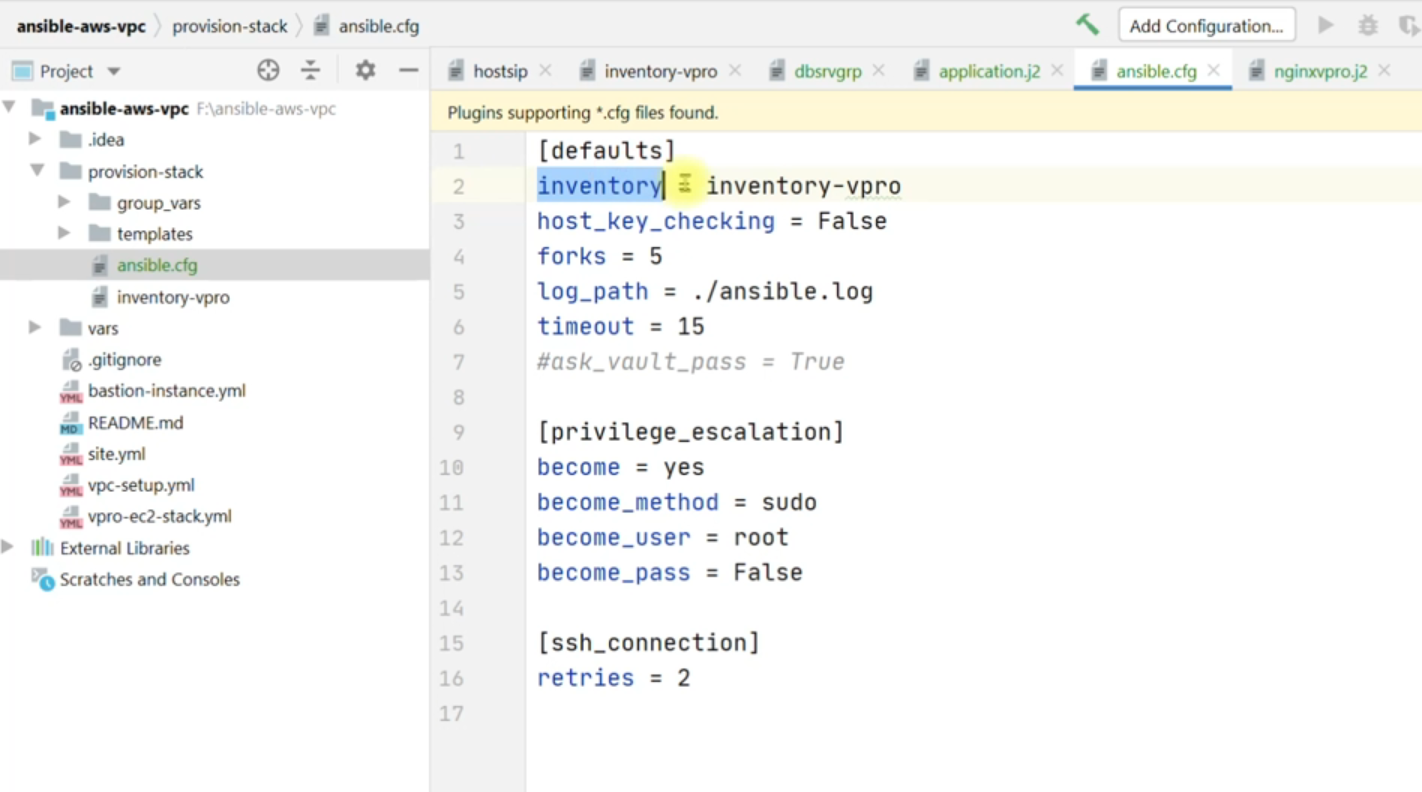 ansible-aws-vpc provision-stack ansible.cfg Add Configuration...
Project
hostsip inventory-vpro dbsrvgrp application.j2 ansible.cfg nginxvpro.j2
ansible-aws-vpc F:\ansible-aws-vpc
.idea
provision-stack
group_vars
templates
ansible.cfg
inventory-vpro
vars
.gitignore
YML bastion-instance.yml
MD README.md
YML site.yml
YML vpc-setup.yml
YML vpro-ec2-stack.yml
External Libraries
Scratches and Consoles
Plugins supporting *.cfg files found.
1 [defaults]
2 inventory = inventory-vpro
3 host_key_checking = False
4 forks = 5
5 log_path = ./ansible.log
6 timeout = 15
7 #ask_vault_pass = True
8
9 [privilege_escalation]
10 become = yes
11 become_method = sudo
12 become_user = root
13 become_pass = False
14
15 [ssh_connection]
16 retries = 2
17